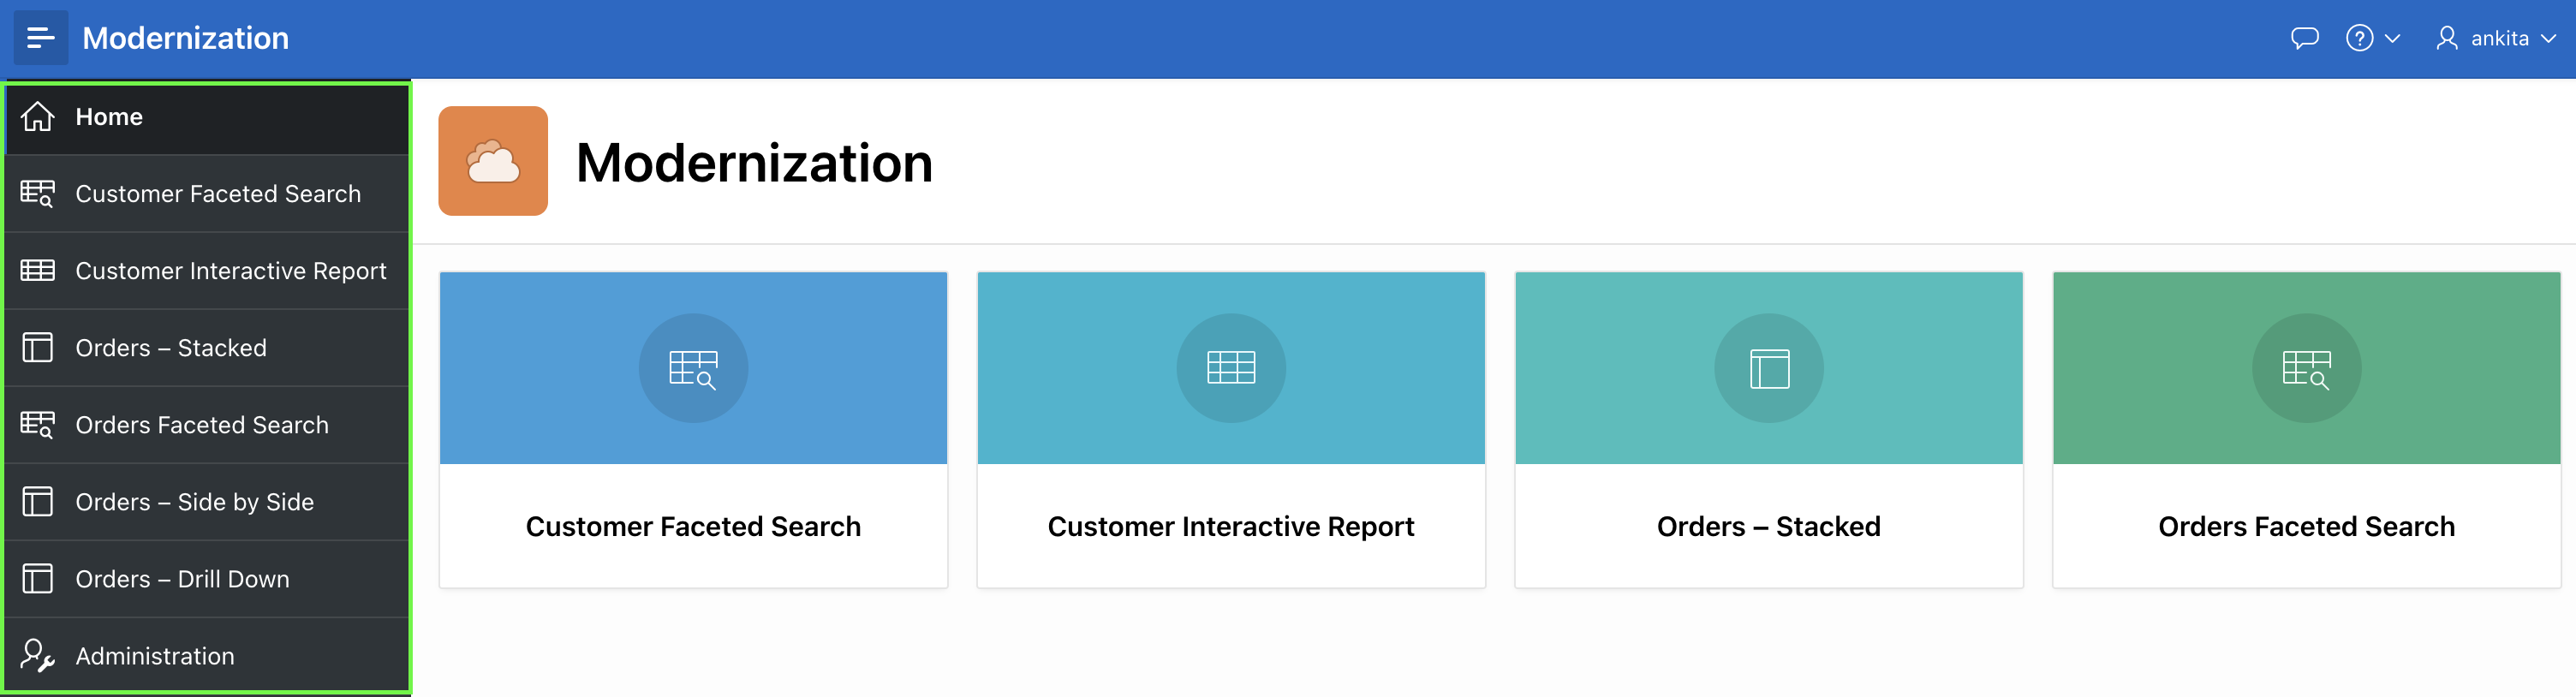 Modernization
? ankita
Home
Customer Faceted Search
Customer Interactive Report
Orders – Stacked
Orders Faceted Search
Orders – Side by Side
Orders – Drill Down
Administration
Modernization
Customer Faceted Search
Customer Interactive Report
Orders – Stacked
Orders Faceted Search